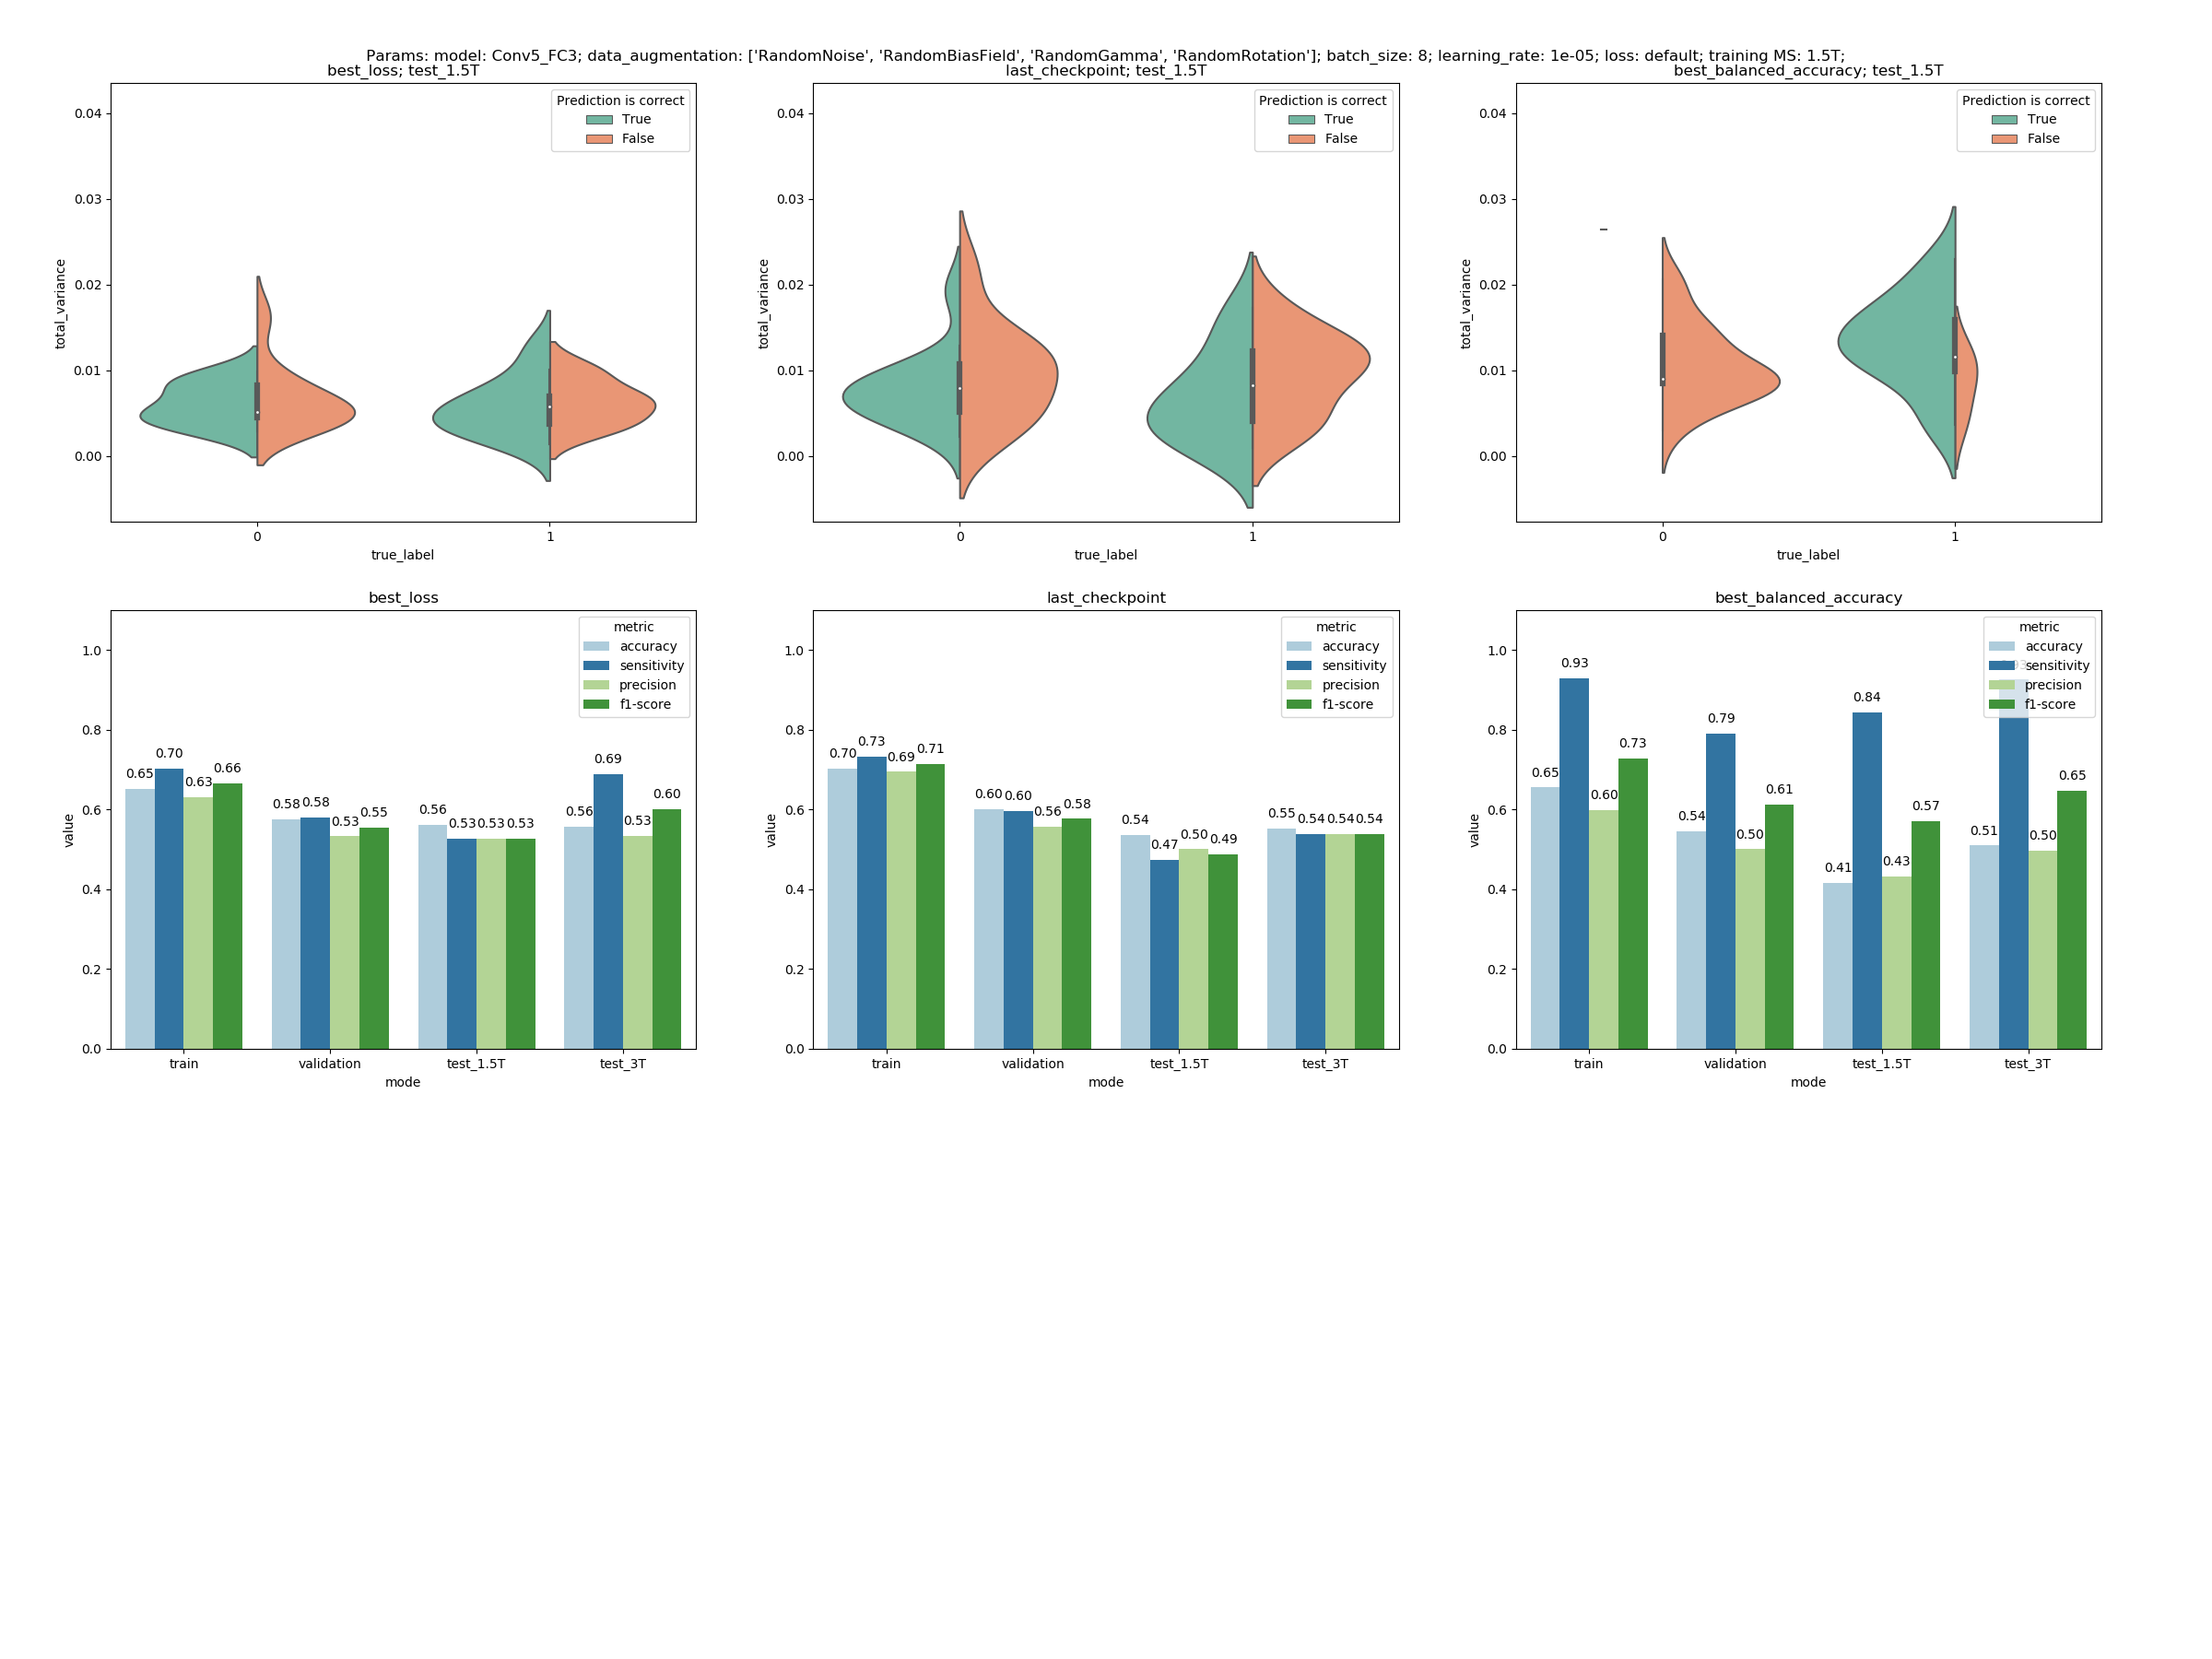 Params: model: Conv5_FC3; data_augmentation: ['RandomNoise', 'RandomBiasField', 'RandomGamma', 'RandomRotation']; batch_size: 8; learning_rate: 1e-05; loss: default; training MS: 1.5T;
best_loss; test_1.5T
Prediction is correct
True
False
0.04
0.03
0.02
0.01
0.00
total_variance
0 1
true_label
last_checkpoint; test_1.5T
Prediction is correct
True
False
0.04
0.03
0.02
0.01
0.00
total_variance
0 1
true_label
best_balanced_accuracy; test_1.5T
Prediction is correct
True
False
0.04
0.03
0.02
0.01
0.00
total_variance
0 1
true_label
best_loss
metric
accuracy
sensitivity
precision
f1-score
1.0
0.8
0.6
0.4
0.2
0.0
value
0.65 0.70 0.63 0.66
0.58 0.58 0.53 0.55
0.56 0.53 0.53 0.53
0.56 0.69 0.53 0.60
train validation test_1.5T test_3T
mode
last_checkpoint
metric
accuracy
sensitivity
precision
f1-score
1.0
0.8
0.6
0.4
0.2
0.0
value
0.70 0.73 0.69 0.71
0.60 0.60 0.56 0.58
0.54 0.47 0.50 0.49
0.55 0.54 0.54 0.54
train validation test_1.5T test_3T
mode
best_balanced_accuracy
metric
accuracy
sensitivity
precision
f1-score
1.0
0.8
0.6
0.4
0.2
0.0
value
0.65 0.93 0.60 0.73
0.54 0.79 0.50 0.61
0.41 0.84 0.43 0.57
0.51 0.50 0.65
train validation test_1.5T test_3T
mode